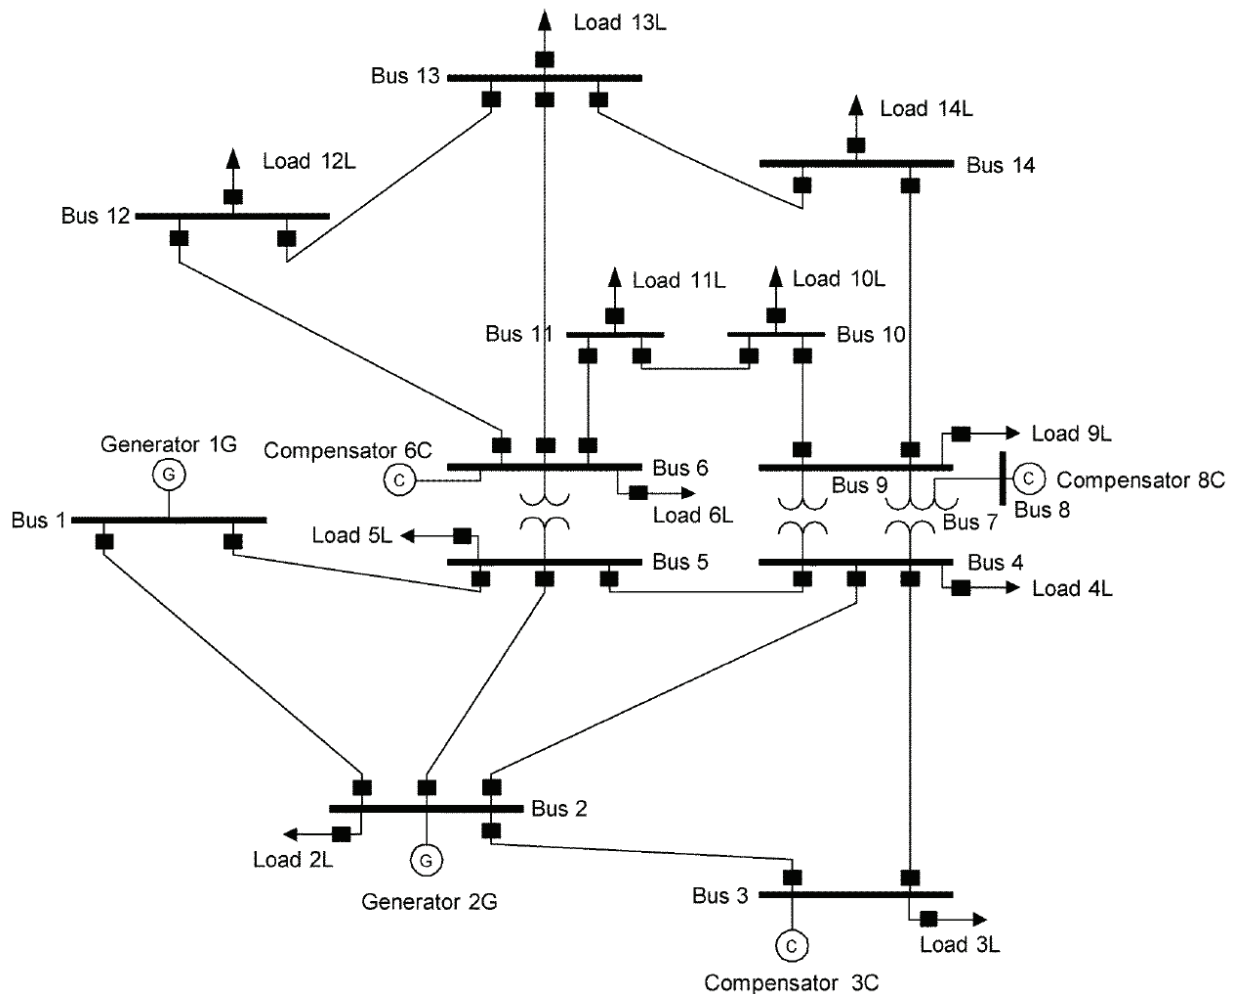 Load 13L
Bus 13
Load 14L
Bus 14
Load 12L
Bus 12
Load 11L
Load 10L
Bus 11
Bus 10
Generator 1G
G
Compensator 6C
C
Bus 6
Load 6L
Load 9L
Bus 9
C
Compensator 8C
Bus 8
Bus 7
Bus 1
Load 5L
Bus 5
Bus 4
Load 4L
Bus 2
Load 2L
G
Generator 2G
Bus 3
Load 3L
C
Compensator 3C